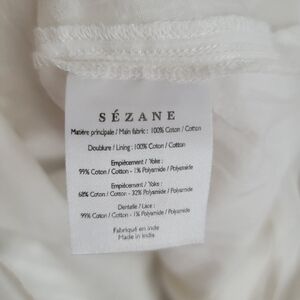 SÉZANE
Matière principale / Main fabric : 100% Coton / Cotton
Doublure / Lining : 100% Coton / Cotton
Empiècement / Yoke :
99% Coton / Cotton - 1% Polyamide / Polyamide
Empiècement / Yoke :
68% Coton / Cotton - 32% Polyamide / Polyamide
Dentelle / Lace :
99% Coton / Cotton - 1% Polyamide / Polyamide
Fabriqué en Inde
Made in India